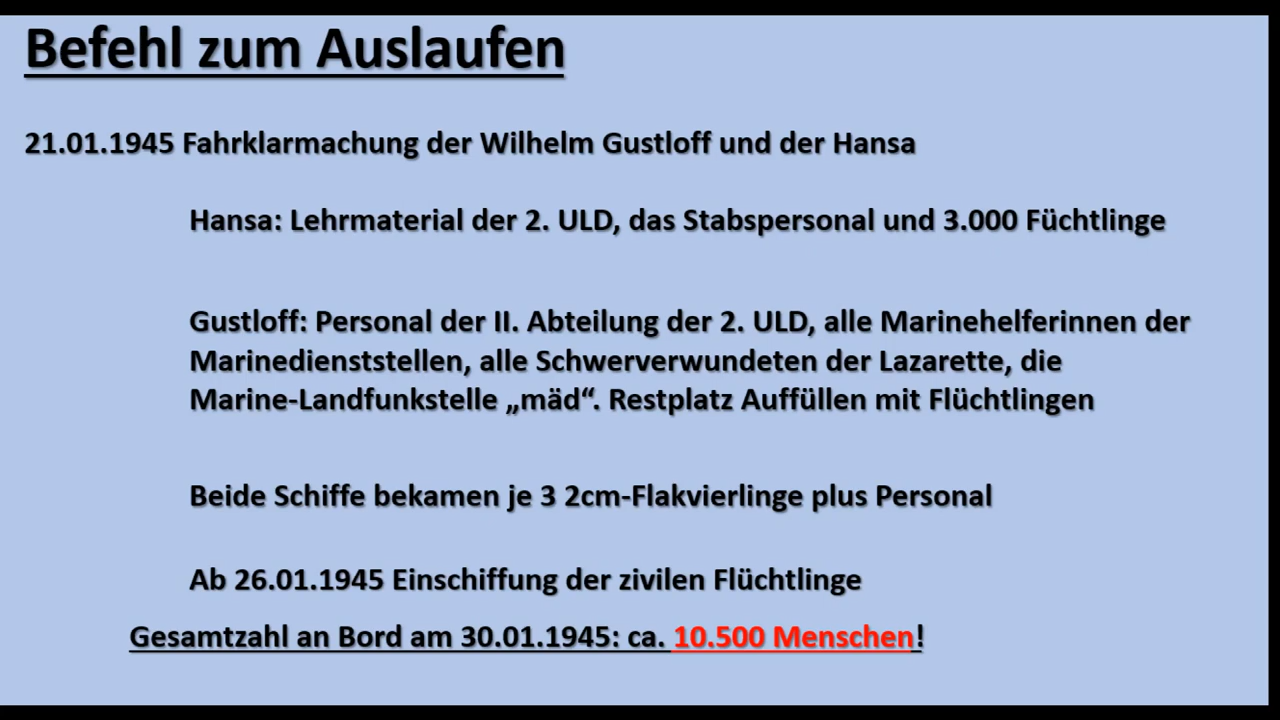 Befehl zum Auslaufen
21.01.1945 Fahrklarmachung der Wilhelm Gustloff und der Hansa
Hansa: Lehrmaterial der 2. ULD, das Stabspersonal und 3.000 Füchtlinge
Gustloff: Personal der II. Abteilung der 2. ULD, alle Marinehelferinnen der
Marinedienststellen, alle Schwerverwundeten der Lazarette, die
Marine-Landfunkstelle „mäd“. Restplatz Auffüllen mit Flüchtlingen
Beide Schiffe bekamen je 3 2cm-Flakvierlinge plus Personal
Ab 26.01.1945 Einschiffung der zivilen Flüchtlinge
Gesamtzahl an Bord am 30.01.1945: ca. 10.500 Menschen!